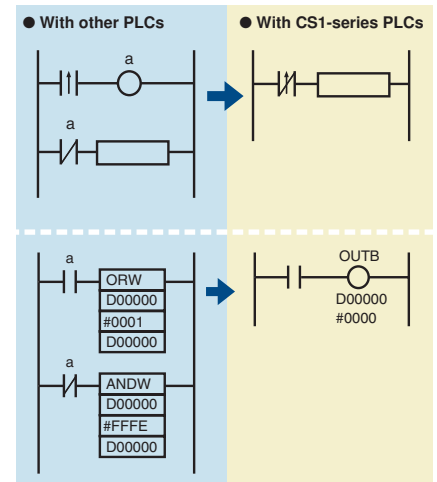 ● With other PLCs
● With CS1-series PLCs
a
a
a
ORW
D00000
#0001
D00000
a
ANDW
D00000
#FFFE
D00000
OUTB
D00000
#0000